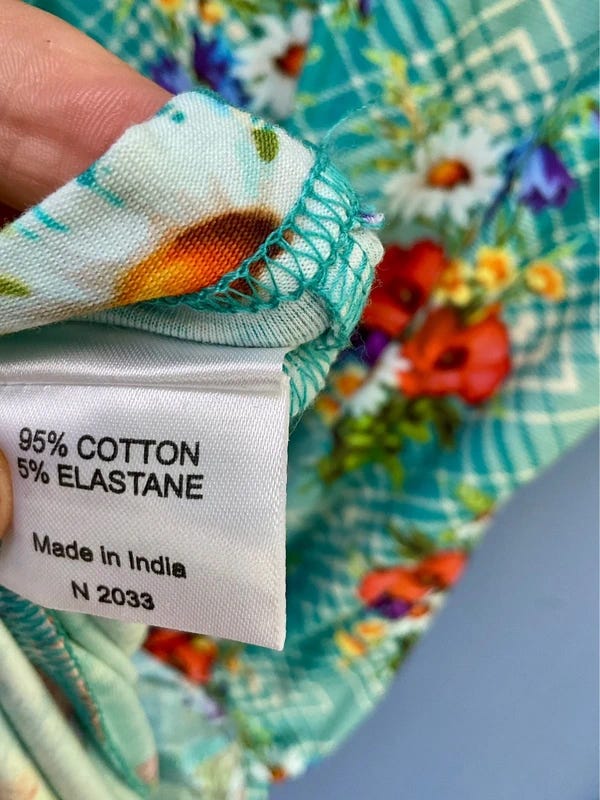 95% COTTON
5% ELASTANE
Made in India
N 2033